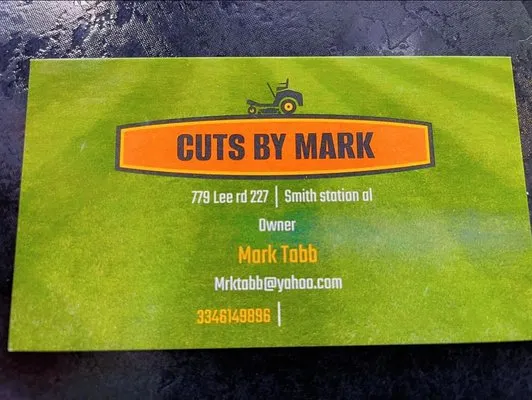 CUTS BY MARK
779 Lee rd 227 | Smith station al
Owner
Mark Tabb
Mrktabb@yahoo.com
3346149896 |